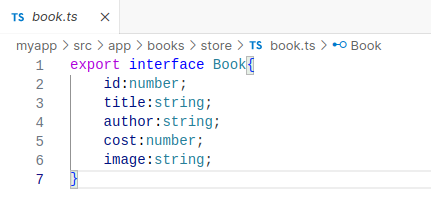 TS book.ts ×
myapp > src > app > books > store > TS book.ts > Book
1 export interface Book{
2     id:number;
3     title:string;
4     author:string;
5     cost:number;
6     image:string;
7 }